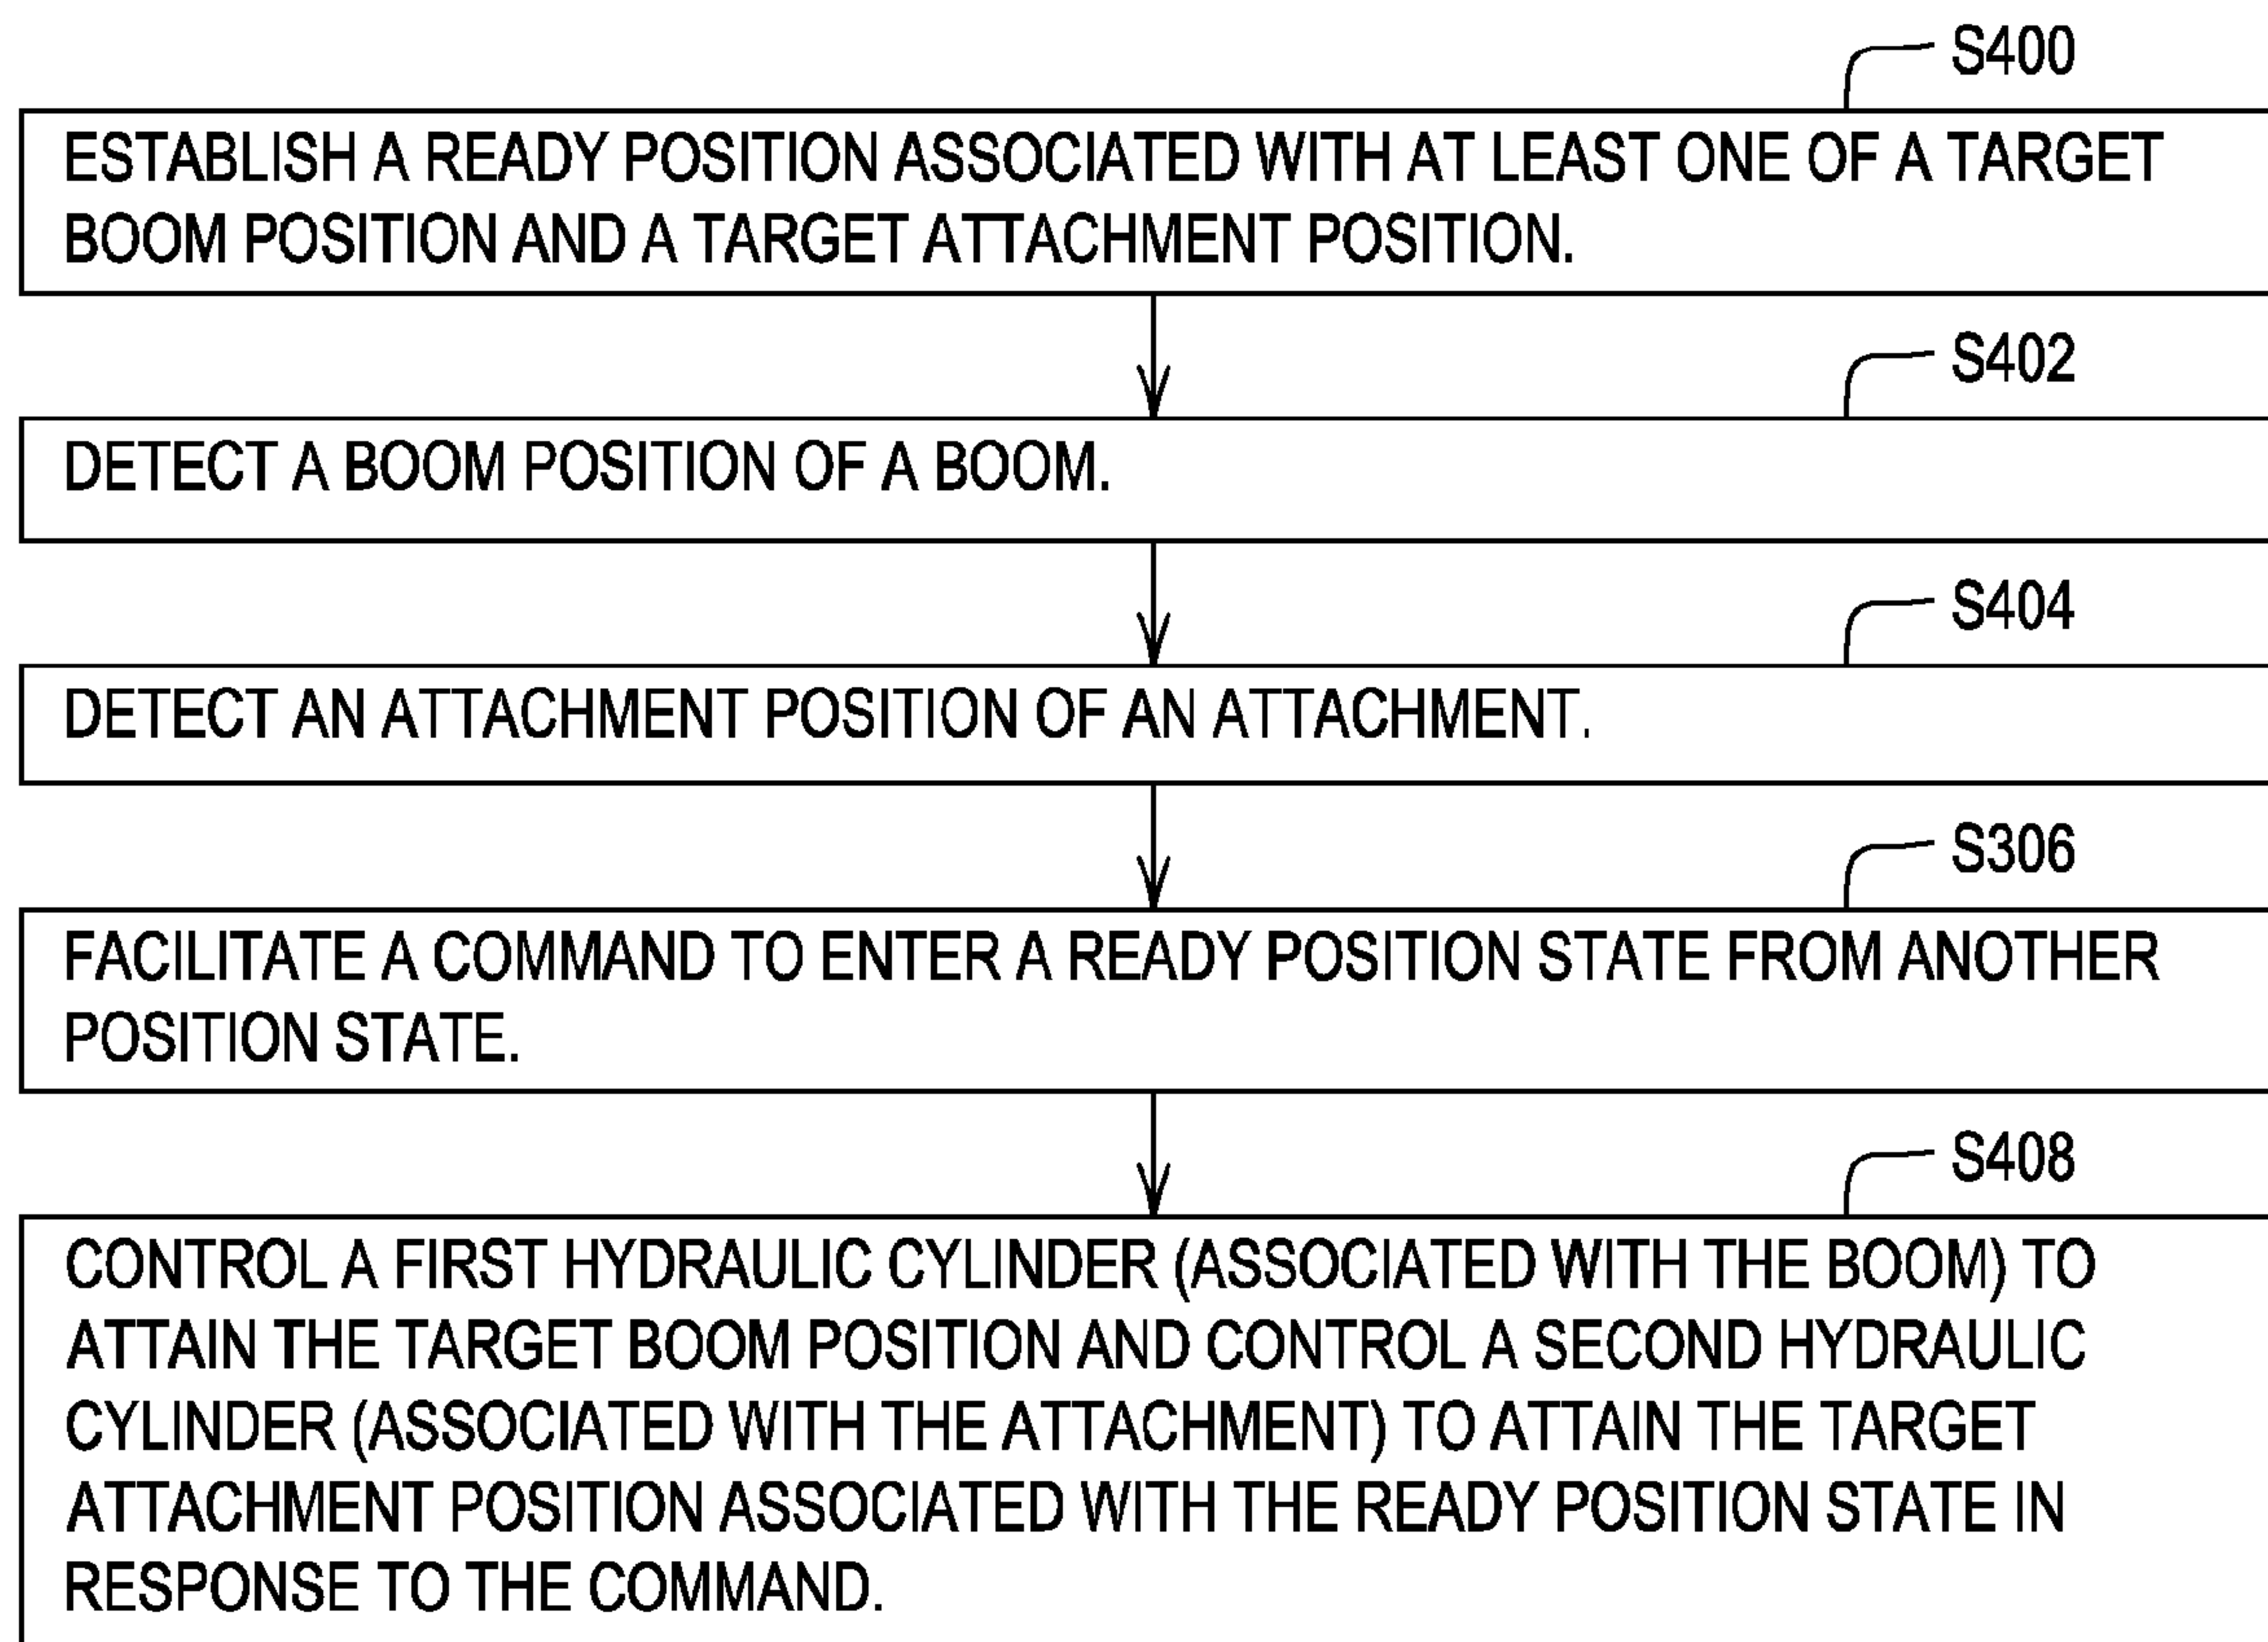 S400
ESTABLISH A READY POSITION ASSOCIATED WITH AT LEAST ONE OF A TARGET
BOOM POSITION AND A TARGET ATTACHMENT POSITION.
S402
DETECT A BOOM POSITION OF A BOOM.
S404
DETECT AN ATTACHMENT POSITION OF AN ATTACHMENT.
S306
FACILITATE A COMMAND TO ENTER A READY POSITION STATE FROM ANOTHER
POSITION STATE.
S408
CONTROL A FIRST HYDRAULIC CYLINDER (ASSOCIATED WITH THE BOOM) TO
ATTAIN THE TARGET BOOM POSITION AND CONTROL A SECOND HYDRAULIC
CYLINDER (ASSOCIATED WITH THE ATTACHMENT) TO ATTAIN THE TARGET
ATTACHMENT POSITION ASSOCIATED WITH THE READY POSITION STATE IN
RESPONSE TO THE COMMAND.